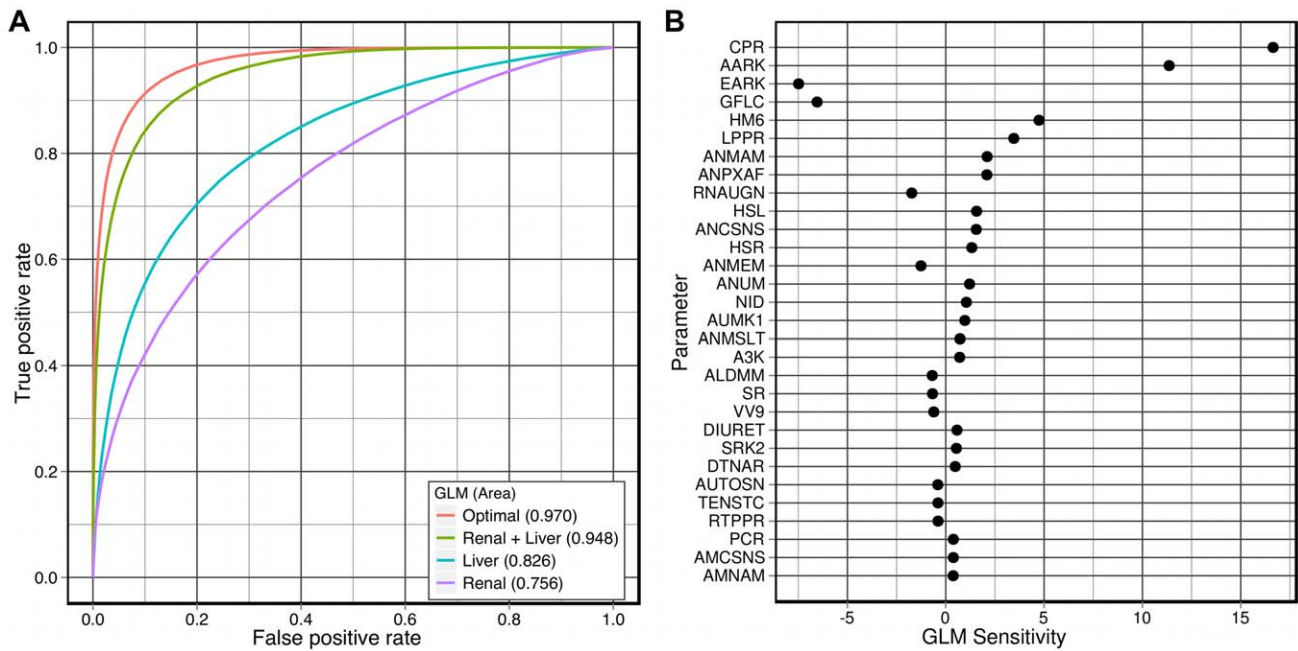 A
True positive rate
1.0
0.8
0.6
0.4
0.2
0.0
GLM (Area)
Optimal (0.970)
Renal + Liver (0.948)
Liver (0.826)
Renal (0.756)
0.0 0.2 0.4 0.6 0.8 1.0
False positive rate
B
Parameter
CPR
AARK
EARK
GFLC
HM6
LPPR
ANMAM
ANPXAF
RNAUGN
HSL
ANCSNS
HSR
ANMEM
ANUM
NID
AUMK1
ANMSLT
A3K
ALDMM
SR
VV9
DIURET
SRK2
DTNAR
AUTOSN
TENSTC
RTPPR
PCR
AMCSNS
AMNAM
-5 0 5 10 15
GLM Sensitivity